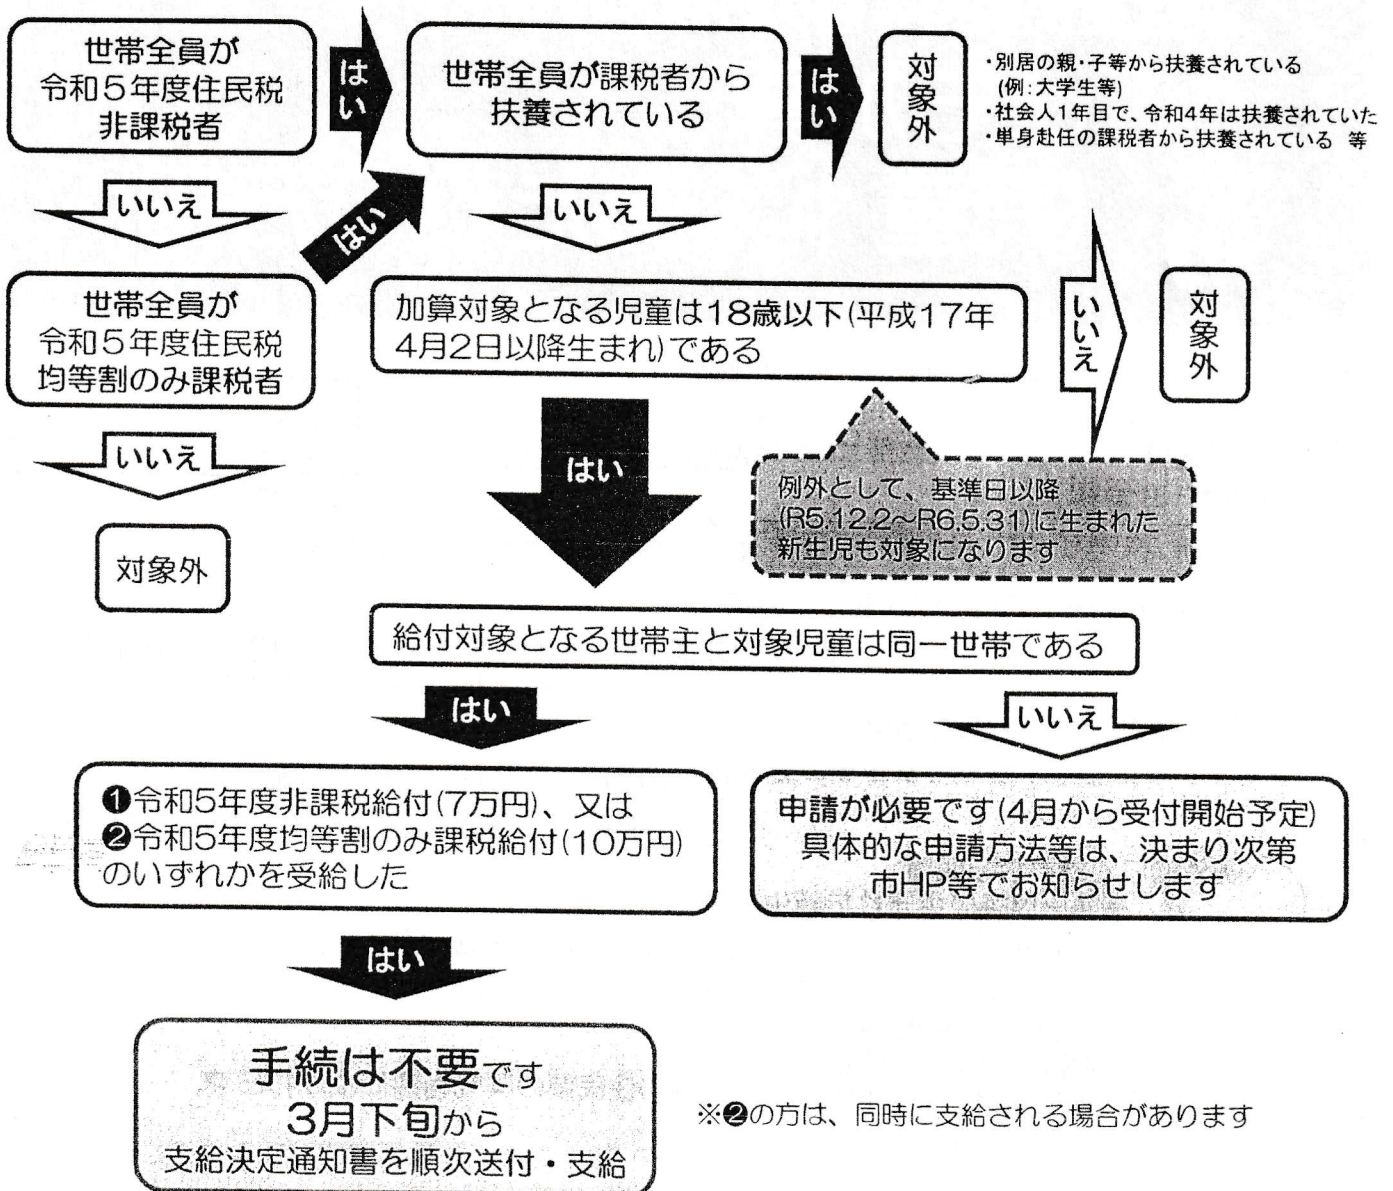 世帯全員が
令和5年度住民税
非課税者
はい
世帯全員が課税者から
扶養されている
はい
対象外
・別居の親・子等から扶養されている
(例:大学生等)
・社会人1年目で、令和4年は扶養されていた
・単身赴任の課税者から扶養されている 等
いいえ
はい
いいえ
世帯全員が
令和5年度住民税
均等割のみ課税者
加算対象となる児童は18歳以下(平成17年
4月2日以降生まれ)である
いいえ
対象外
いいえ
対象外
はい
例外として、基準日以降
(R5.12.2～R6.5.31)に生まれた
新生児も対象になります
給付対象となる世帯主と対象児童は同一世帯である
はい
いいえ
❶令和5年度非課税給付(7万円)、又は
❷令和5年度均等割のみ課税給付(10万円)
のいずれかを受給した
申請が必要です(4月から受付開始予定)
具体的な申請方法等は、決まり次第
市HP等でお知らせします
はい
手続は不要です
3月下旬から
支給決定通知書を順次送付・支給
※❷の方は、同時に支給される場合があります